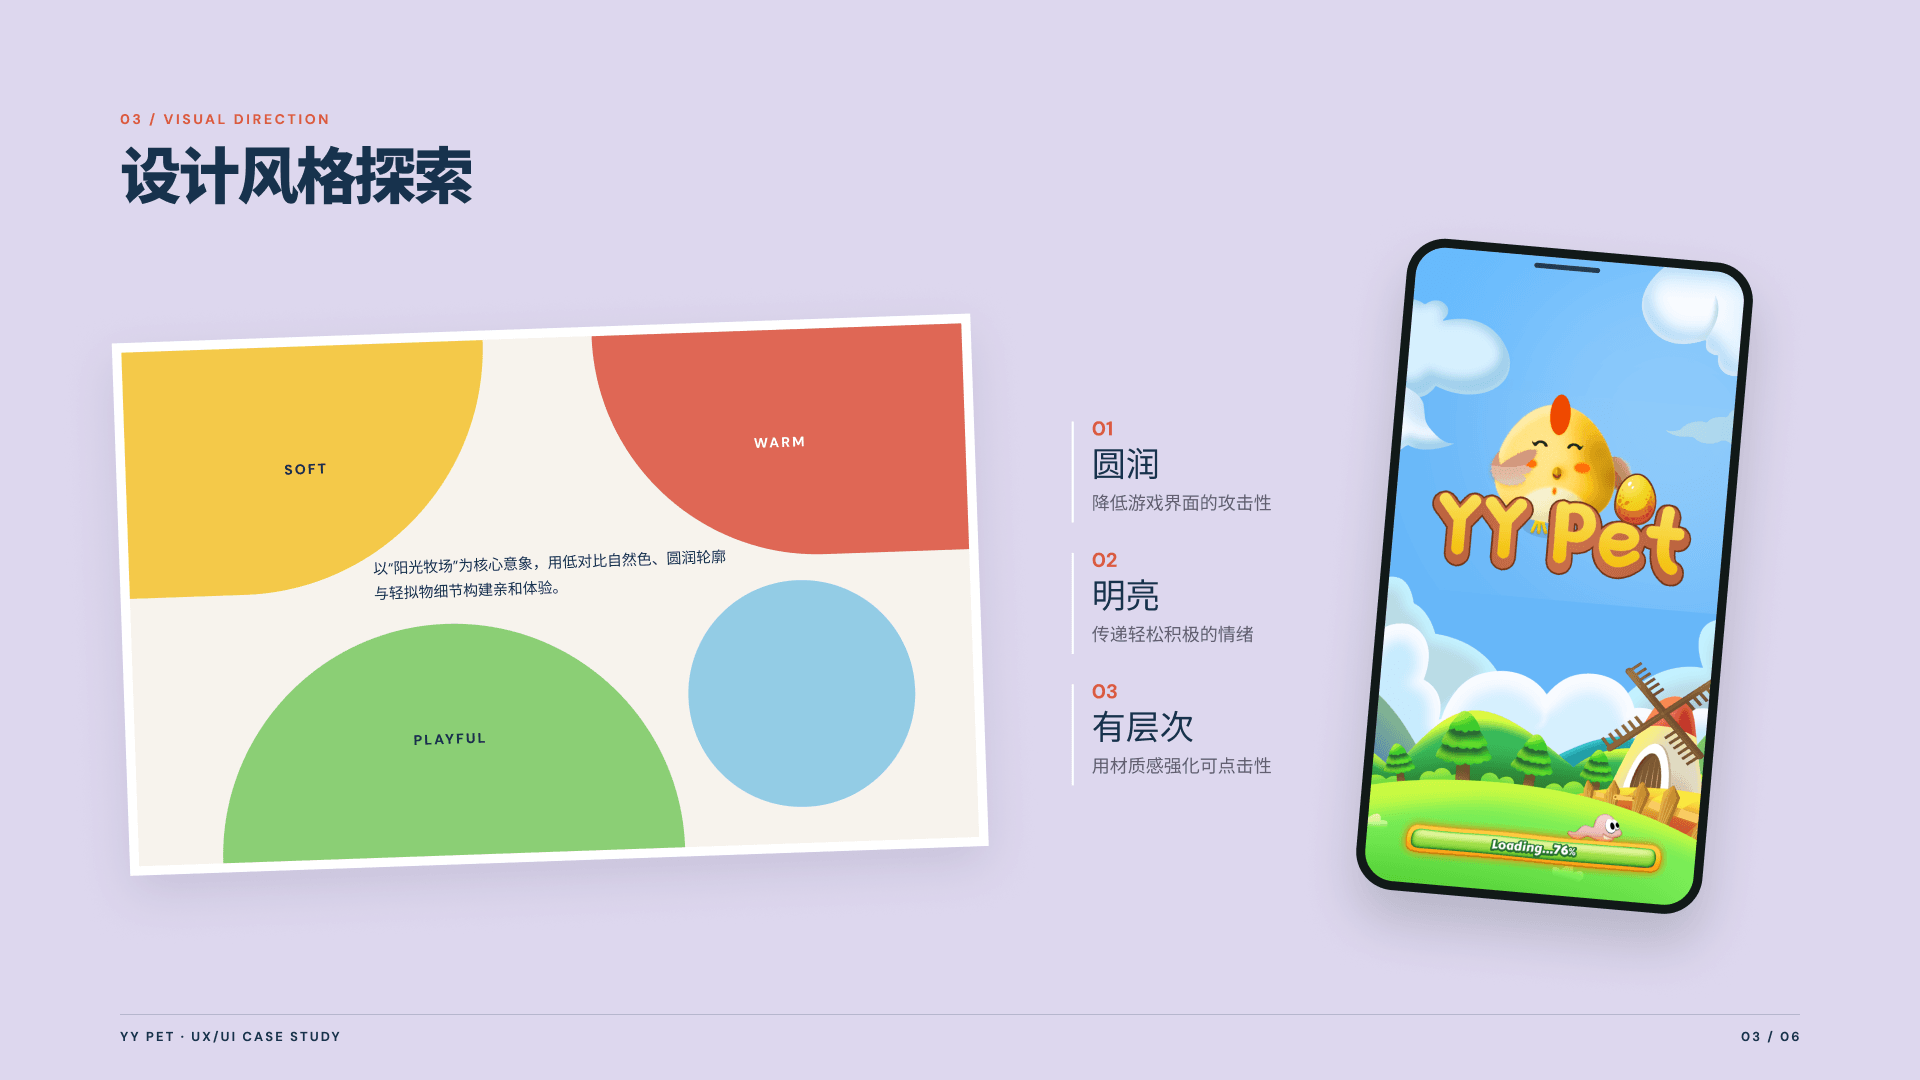 03 / VISUAL DIRECTION
设计风格探索
SOFT
WARM
以“阳光牧场”为核心意象，用低对比自然色、圆润轮廓
与轻拟物细节构建亲和体验。
PLAYFUL
01
圆润
降低游戏界面的攻击性
02
明亮
传递轻松积极的情绪
03
有层次
用材质感强化可点击性
YY Pet
Loading...76%
YY PET · UX/UI CASE STUDY
03 / 06